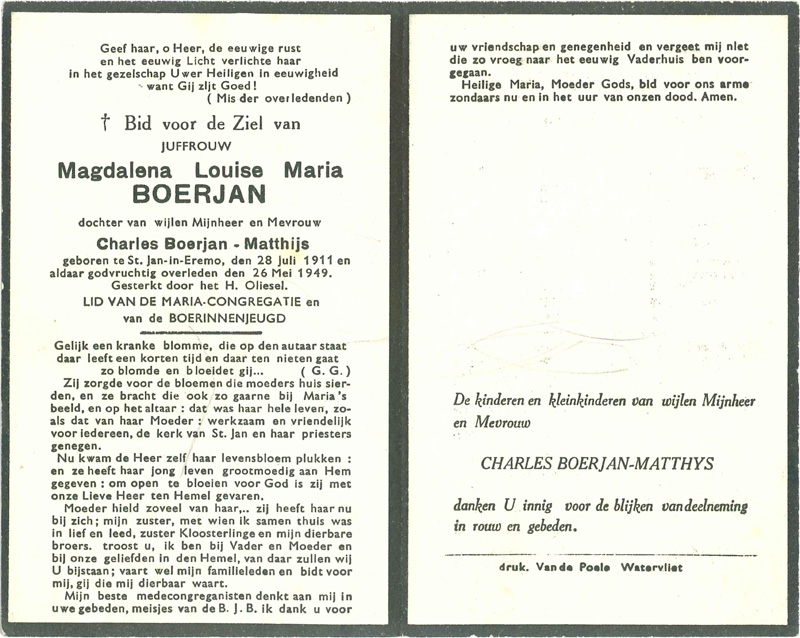 Geef haar, o Heer, de eeuwige rust
en het eeuwig Licht verlichte haar
in het gezelschap Uwer Heiligen in eeuwigheid
want Gij zijt Goed!
( Mis der overledenden )
† Bid voor de Ziel van
JUFFROUW
Magdalena Louise Maria
BOERJAN
dochter van wijlen Mijnheer en Mevrouw
Charles Boerjan - Matthijs
geboren te St. Jan-in-Eremo, den 28 Juli 1911 en
aldaar godvruchtig overleden den 26 Mei 1949.
Gesterkt door het H. Oliesel.
LID VAN DE MARIA-CONGREGATIE en
van de BOERINNENJEUGD
Gelijk een kranke blomme, die op den autaar staat
daar leeft een korten tijd en daar ten nieten gaat
zo blomde en bloeidet gij... ( G. G. )
Zij zorgde voor de bloemen die moeders huis sier-
den, en ze bracht die ook zo gaarne bij Maria's
beeld, en op het altaar : dat was haar hele leven, zo-
als dat van haar Moeder : werkzaam en vriendelijk
voor iedereen, de kerk van St. Jan en haar priesters
genegen.
Nu kwam de Heer zelf haar levensbloem plukken :
en ze heeft haar jong leven grootmoedig aan Hem
gegeven : om open te bloeien voor God is zij met
onze Lieve Heer ten Hemel gevaren.
Moeder hield zoveel van haar,.. zij heeft haar nu
bij zich; mijn zuster, met wien ik samen thuis was
in lief en leed, zuster Kloosterlinge en mijn dierbare
broers. troost u, ik ben bij Vader en Moeder en
bij onze geliefden in den Hemel, van daar zullen wij
U bijstaan; vaart wel mijn familieleden en bidt voor
mij, gij die mij dierbaar waart.
Mijn beste medecongreganisten denkt aan mij in
uwe gebeden, meisjes van de B. J. B. ik dank u voor
uw vriendschap en genegenheid en vergeet mij niet
die zo vroeg naar het eeuwig Vaderhuis ben voor-
gegaan.
Heilige Maria, Moeder Gods, bid voor ons arme
zondaars nu en in het uur van onzen dood. Amen.
De kinderen en kleinkinderen van wijlen Mijnheer
en Mevrouw
CHARLES BOERJAN-MATTHYS
danken U innig voor de blijken van deelneming
in rouw en gebeden.
druk. Van de Poele Watervliet